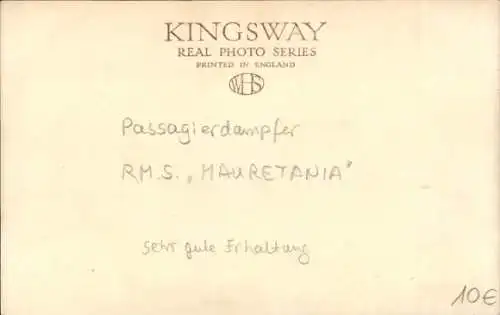 KINGSWAY
REAL PHOTO SERIES
PRINTED IN ENGLAND
WHS
Passagierdampfer
R.M.S. „MAURETANIA"
sehr gute Erhaltung
10€